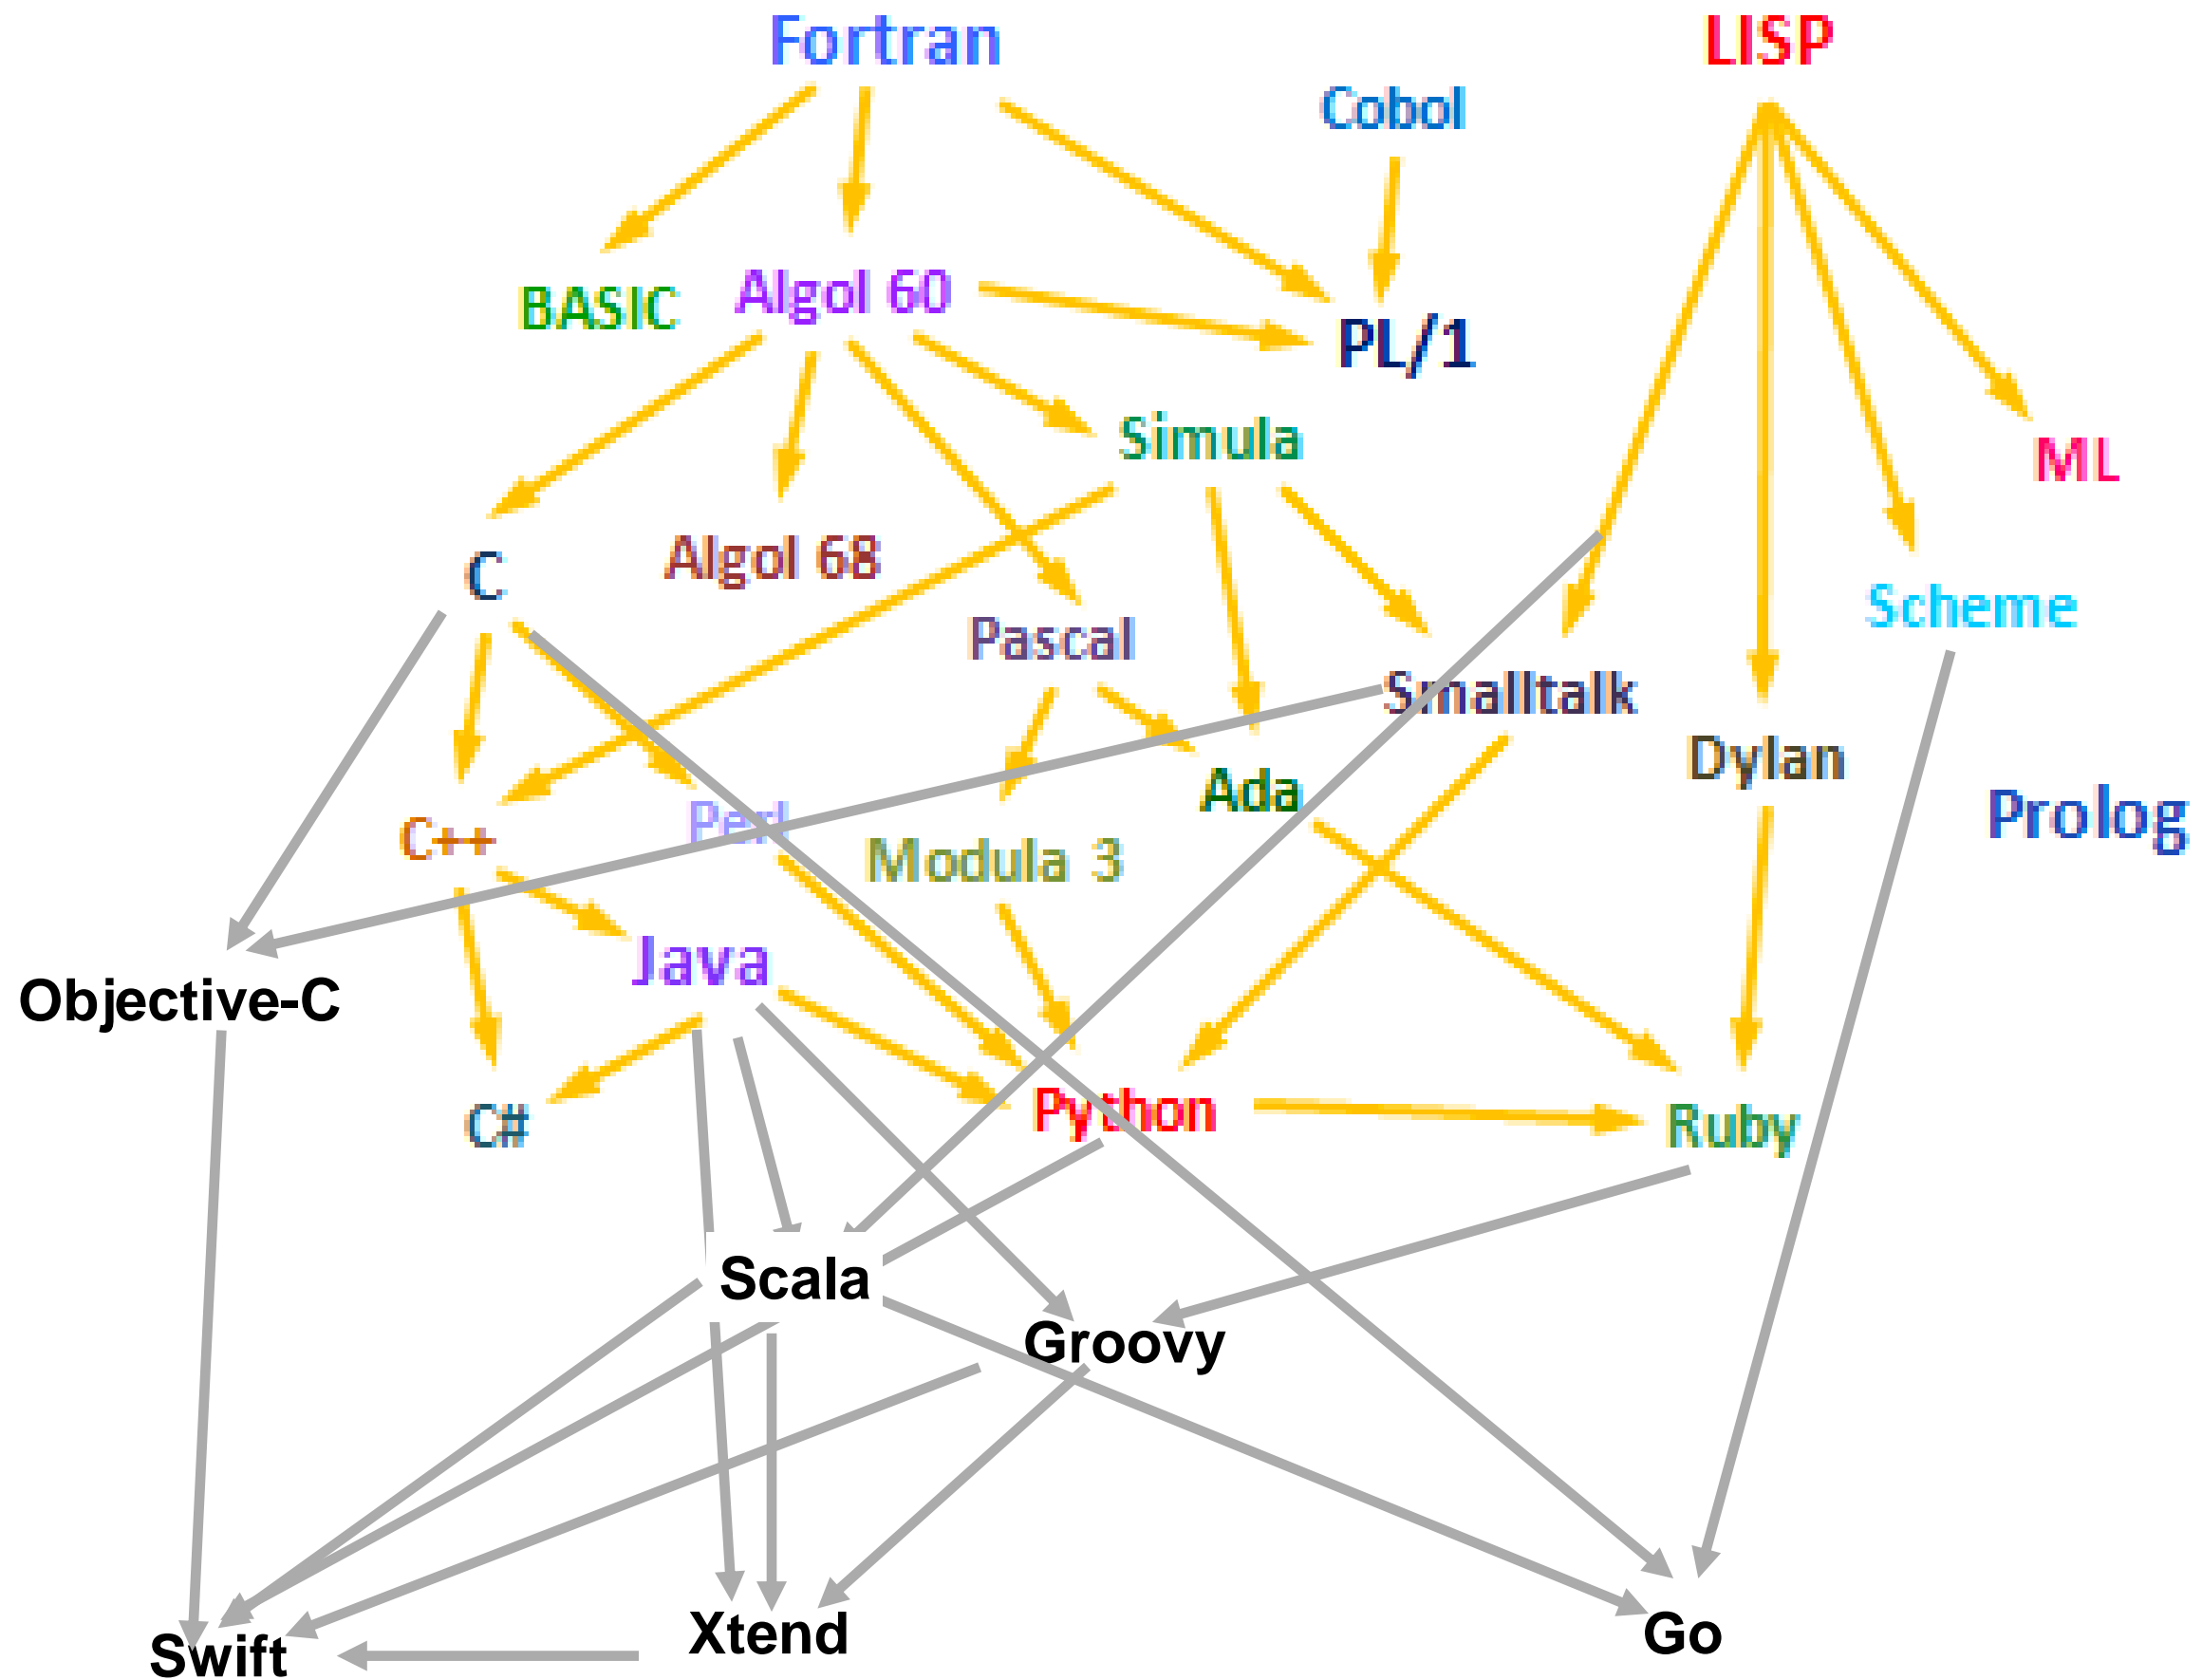 Fortran
LISP
Cobol
BASIC
Algol 60
PL/1
Simula
ML
C
Algol 68
Pascal
Scheme
Smalltalk
Dylan
Ada
Prolog
C++
Perl
Modula 3
Java
Objective-C
C#
Python
Ruby
Scala
Groovy
Xtend
Go
Swift